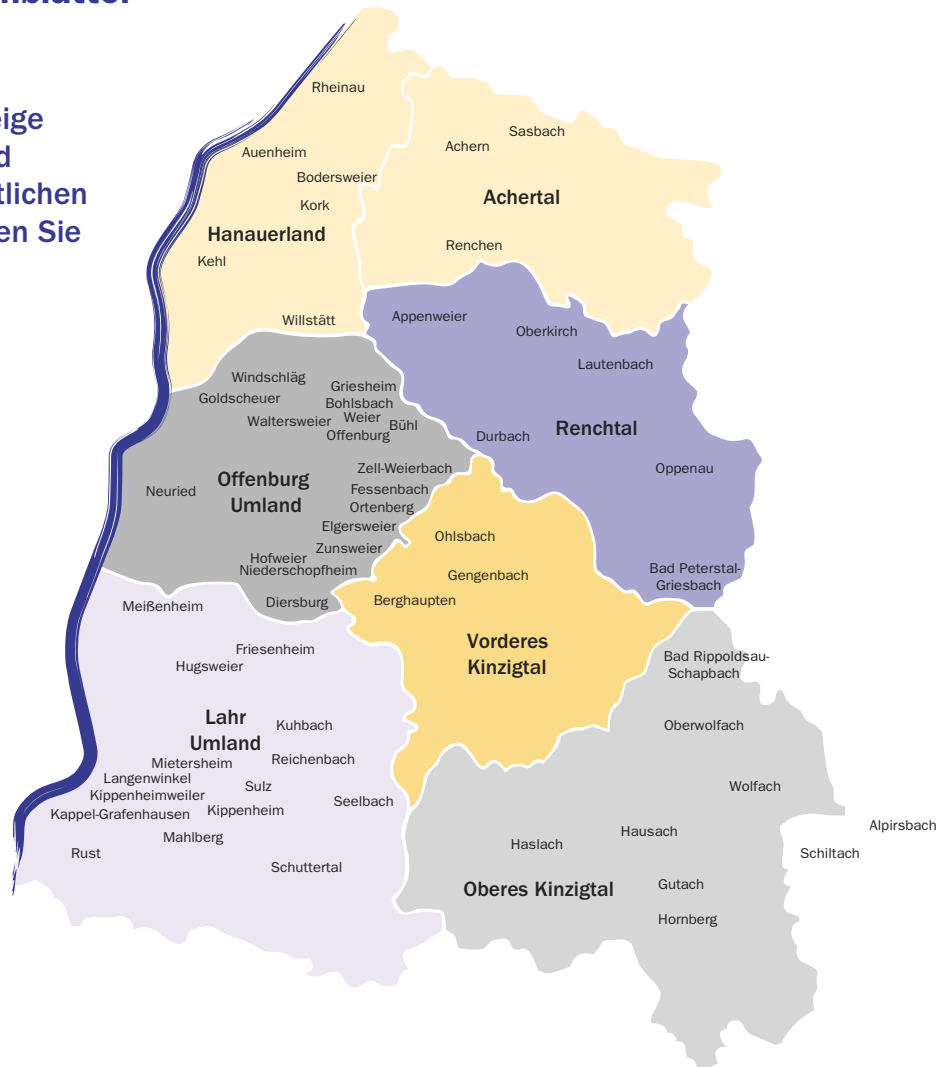 Rheinau
Sasbach
Achern
Auenheim
Bodersweier
Achertal
Kork
Hanauerland
Renchen
Kehl
Willstätt
Appenweier
Oberkirch
Lautenbach
Windschläg
Griesheim
Goldscheuer
Bohlsbach
Waltersweier
Weier
Bühl
Offenburg
Durbach
Renchtal
Oppenau
Zell-Weierbach
Offenburg
Umland
Neuried
Fessenbach
Ortenberg
Elgersweier
Ohlsbach
Zunsweier
Hofweier
Niederschopfheim
Gengenbach
Bad Peterstal-
Griesbach
Diersburg
Berghaupten
Meißenheim
Vorderes
Kinzigtal
Friesenheim
Hugsweier
Bad Rippoldsau-
Schapbach
Lahr
Umland
Kuhbach
Oberwolfach
Mietersheim
Reichenbach
Langenwinkel
Sulz
Wolfach
Kippenheimweiler
Seelbach
Kappel-Grafenhausen
Kippenheim
Mahlberg
Rust
Schuttertal
Haslach
Hausach
Alpirsbach
Schiltach
Oberes Kinzigtal
Gutach
Hornberg